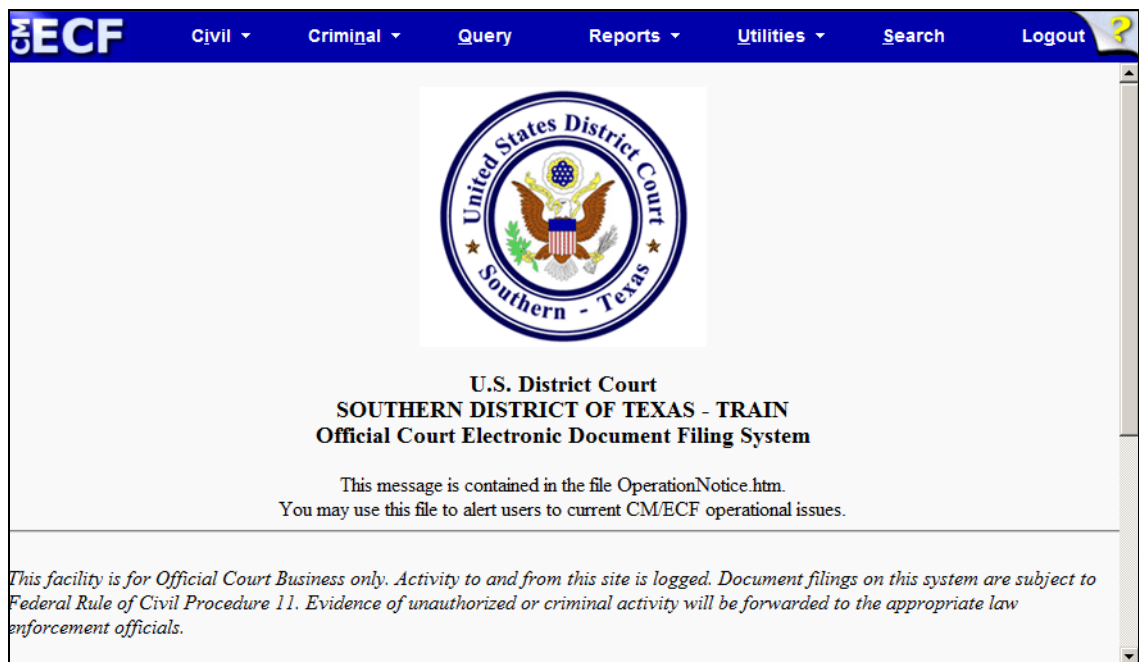 CM ECF Civil Criminal Query Reports Utilities Search Logout ?
United States District Court
Southern - Texas
U.S. District Court
SOUTHERN DISTRICT OF TEXAS - TRAIN
Official Court Electronic Document Filing System
This message is contained in the file OperationNotice.htm.
You may use this file to alert users to current CM/ECF operational issues.
This facility is for Official Court Business only. Activity to and from this site is logged. Document filings on this system are subject to
Federal Rule of Civil Procedure 11. Evidence of unauthorized or criminal activity will be forwarded to the appropriate law
enforcement officials.